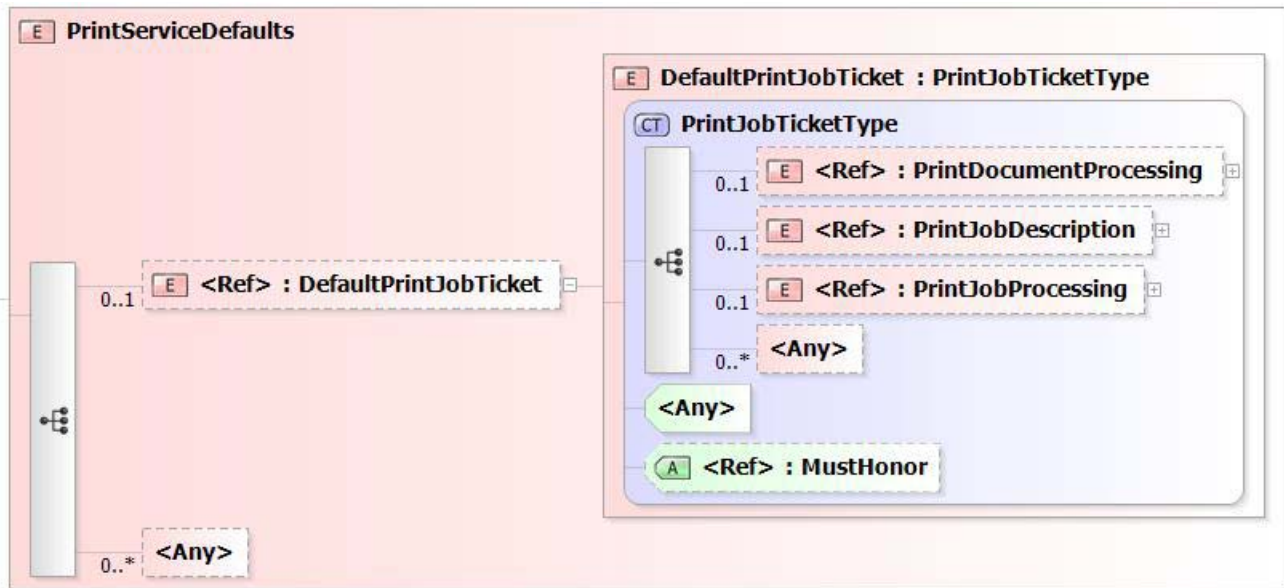 E PrintServiceDefaults
E DefaultPrintJobTicket : PrintJobTicketType
CT PrintJobTicketType
0..1 E <Ref> : PrintDocumentProcessing
0..1 E <Ref> : PrintJobDescription
0..1 E <Ref> : DefaultPrintJobTicket
0..1 E <Ref> : PrintJobProcessing
0..* <Any>
<Any>
A <Ref> : MustHonor
0..* <Any>